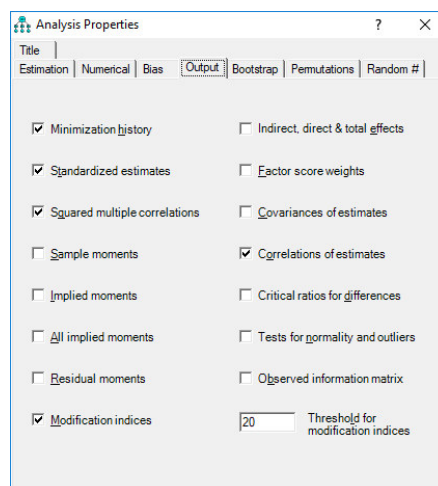 Analysis Properties ? ×
Title
Estimation Numerical Bias Output Bootstrap Permutations Random #
Minimization history
Indirect, direct & total effects
Standardized estimates
Factor score weights
Squared multiple correlations
Covariances of estimates
Sample moments
Correlations of estimates
Implied moments
Critical ratios for differences
All implied moments
Tests for normality and outliers
Residual moments
Observed information matrix
Modification indices
20
Threshold for
modification indices